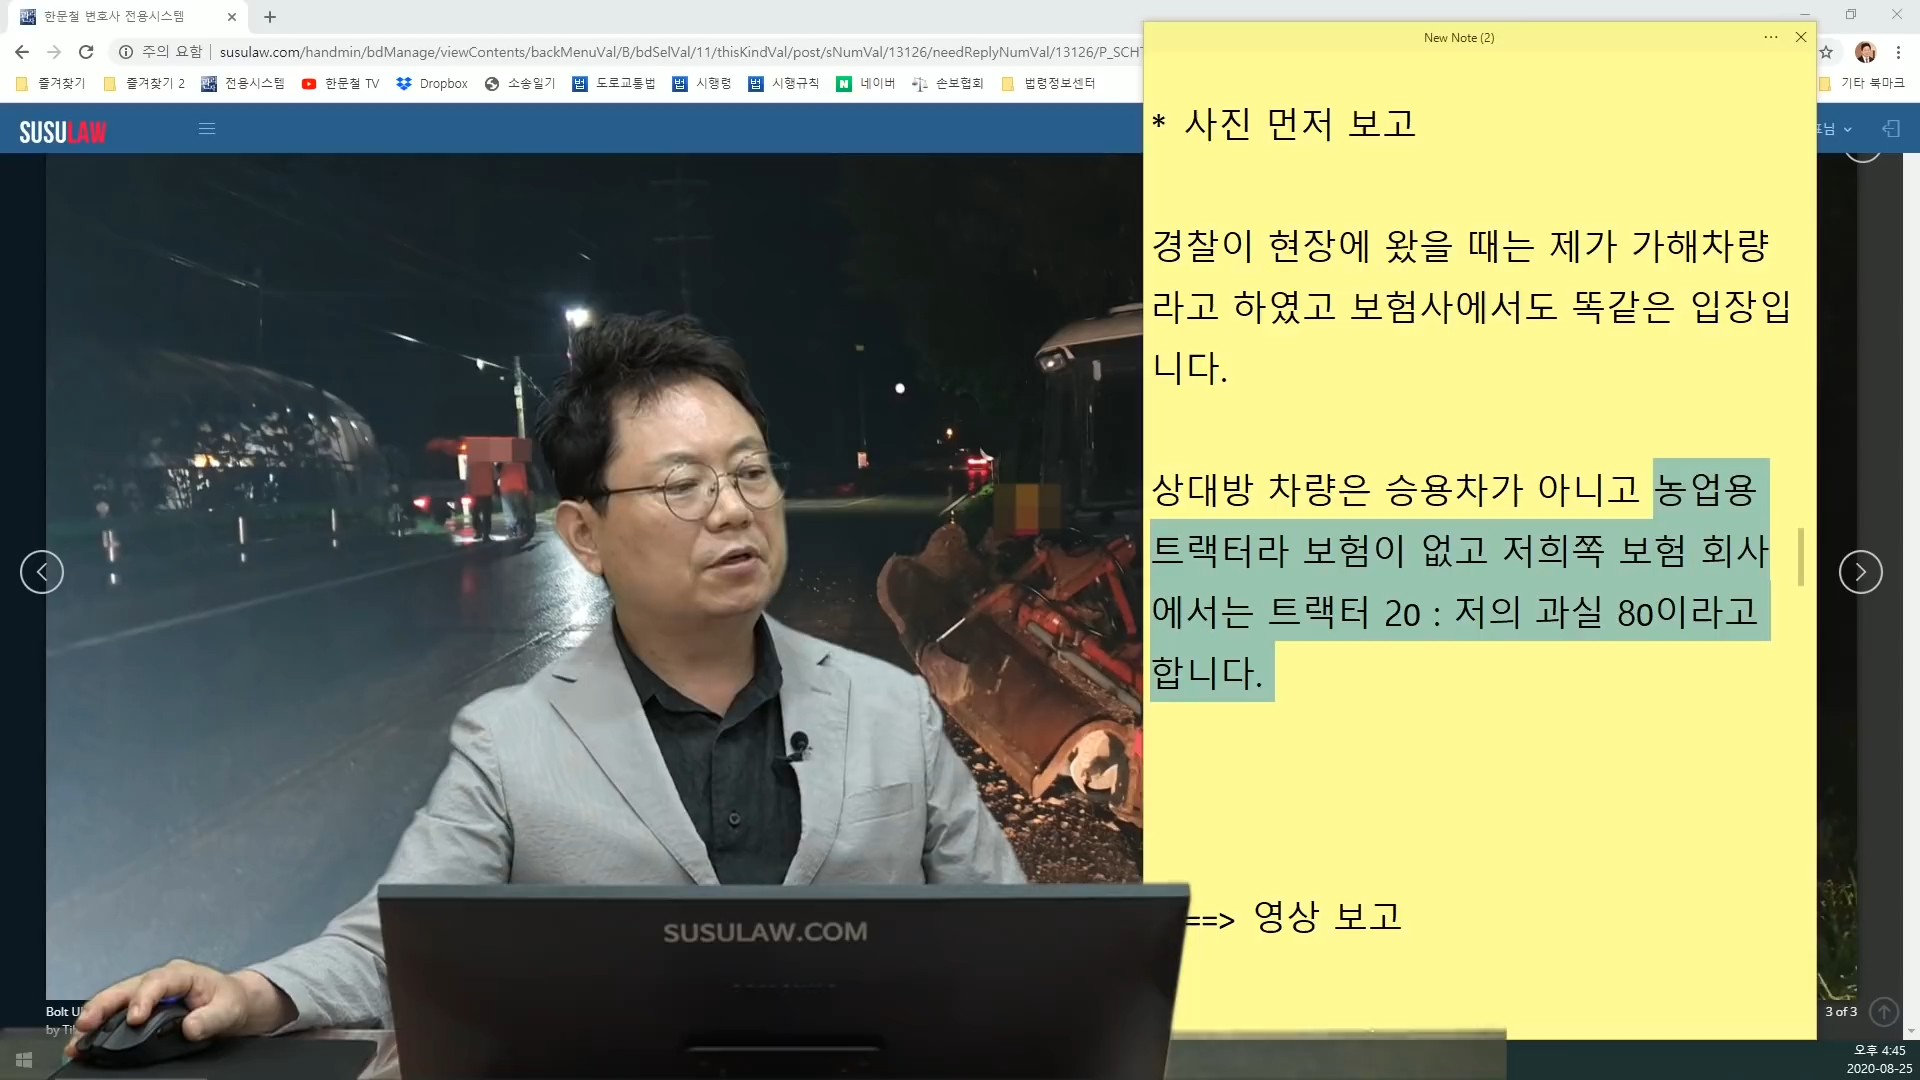 한문철 변호사 전용시스템
주의 요함
susulaw.com/handmin/bdManage/viewContents/backMenuVal/B/bdSelVal/11/thisKindVal/post/sNumVal/13126/needReplyNumVal/13126/P_SCHT
즐겨찾기
즐겨찾기 2
전용시스템
한문철 TV
Dropbox
소송일기
법
도로교통법
법
시행령
법
시행규칙
N
네이버
손보협회
법령정보센터
기타 북마크
SUSULAW
New Note (2)
* 사진 먼저 보고
경찰이 현장에 왔을 때는 제가 가해차량
라고 하였고 보험사에서도 똑같은 입장입
니다.
상대방 차량은 승용차가 아니고 농업용
트랙터라 보험이 없고 저희쪽 보험 회사
에서는 트랙터 20 : 저의 과실 80이라고
합니다.
==> 영상 보고
SUSULAW.COM
Bolt U
by Ti
3 of 3
오후 4:45
2020-08-25